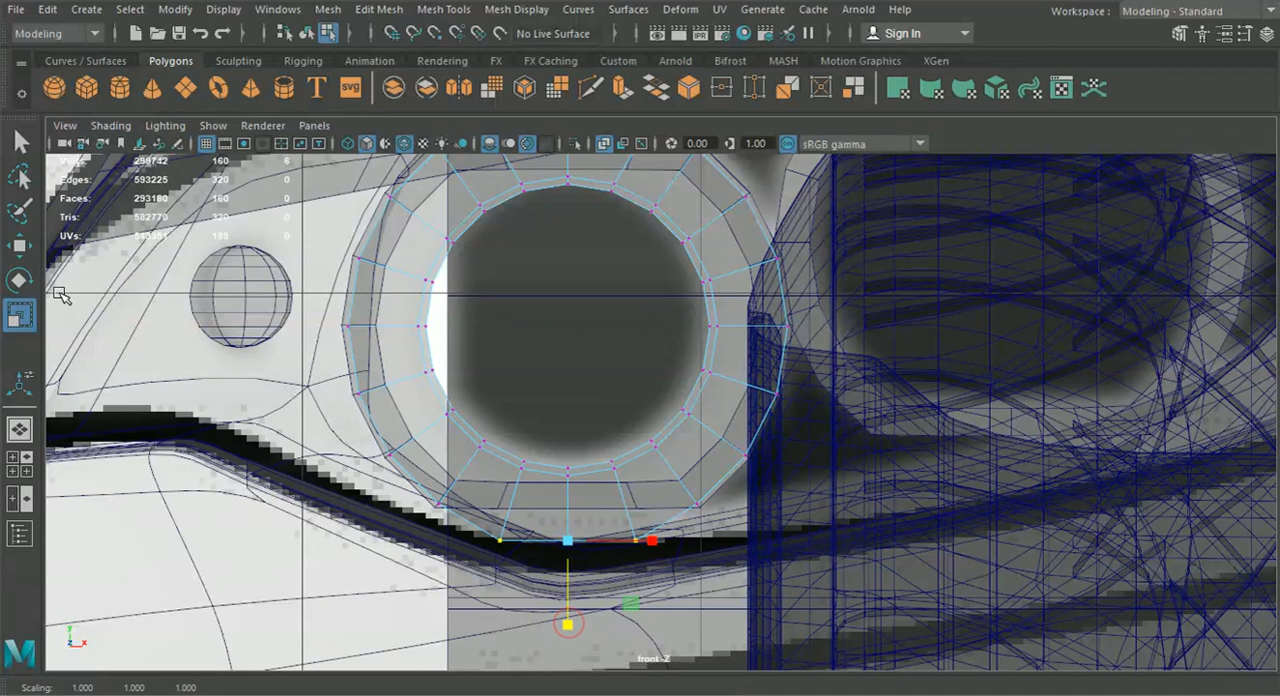 File Edit Create Select Modify Display Windows Mesh Edit Mesh Mesh Tools Mesh Display Curves Surfaces Deform UV Generate Cache Arnold Help Workspace : Modeling - Standard
Modeling No Live Surface Sign In
Curves / Surfaces Polygons Sculpting Rigging Animation Rendering FX FX Caching Custom Arnold Bifrost MASH Motion Graphics XGen
T svg
View Shading Lighting Show Renderer Panels
0.00 1.00 sRGB gamma
160 6
Edges: 593225 320 0
Faces: 293180 160 0
Tris: 582770 320 0
UVs: 0
y
z x
front -Z
Scaling: 1.000 1.000 1.000